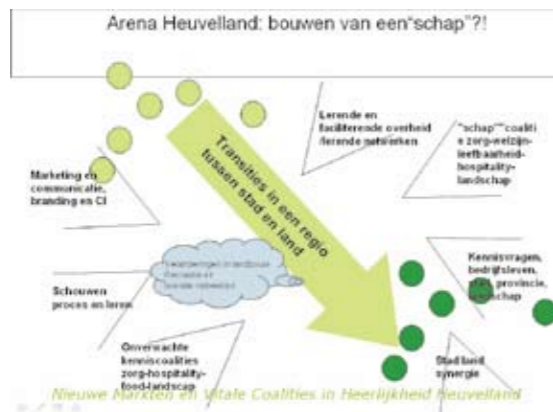 Arena Heuvelland: bouwen van een“schap”?!
Lerende en
faciliterende overheid
/lerende netwerken
“schap””coaliti
e zorg-welzijn-
leefbaarheid-
hospitality-
landschap
Transities in een regio
tussen stad en land
Marketing en
communicatie,
branding en CI
Kennisvragen,
bedrijfsleven,
stad, provincie,
landschap
Schouwen
proces en leren
Onverwachte
kenniscoalities
zorg-hospitality-
food-landscap
Stad land
synergie
Nieuwe Markten en Vitale Coalities in Heerlijkheid Heuvelland